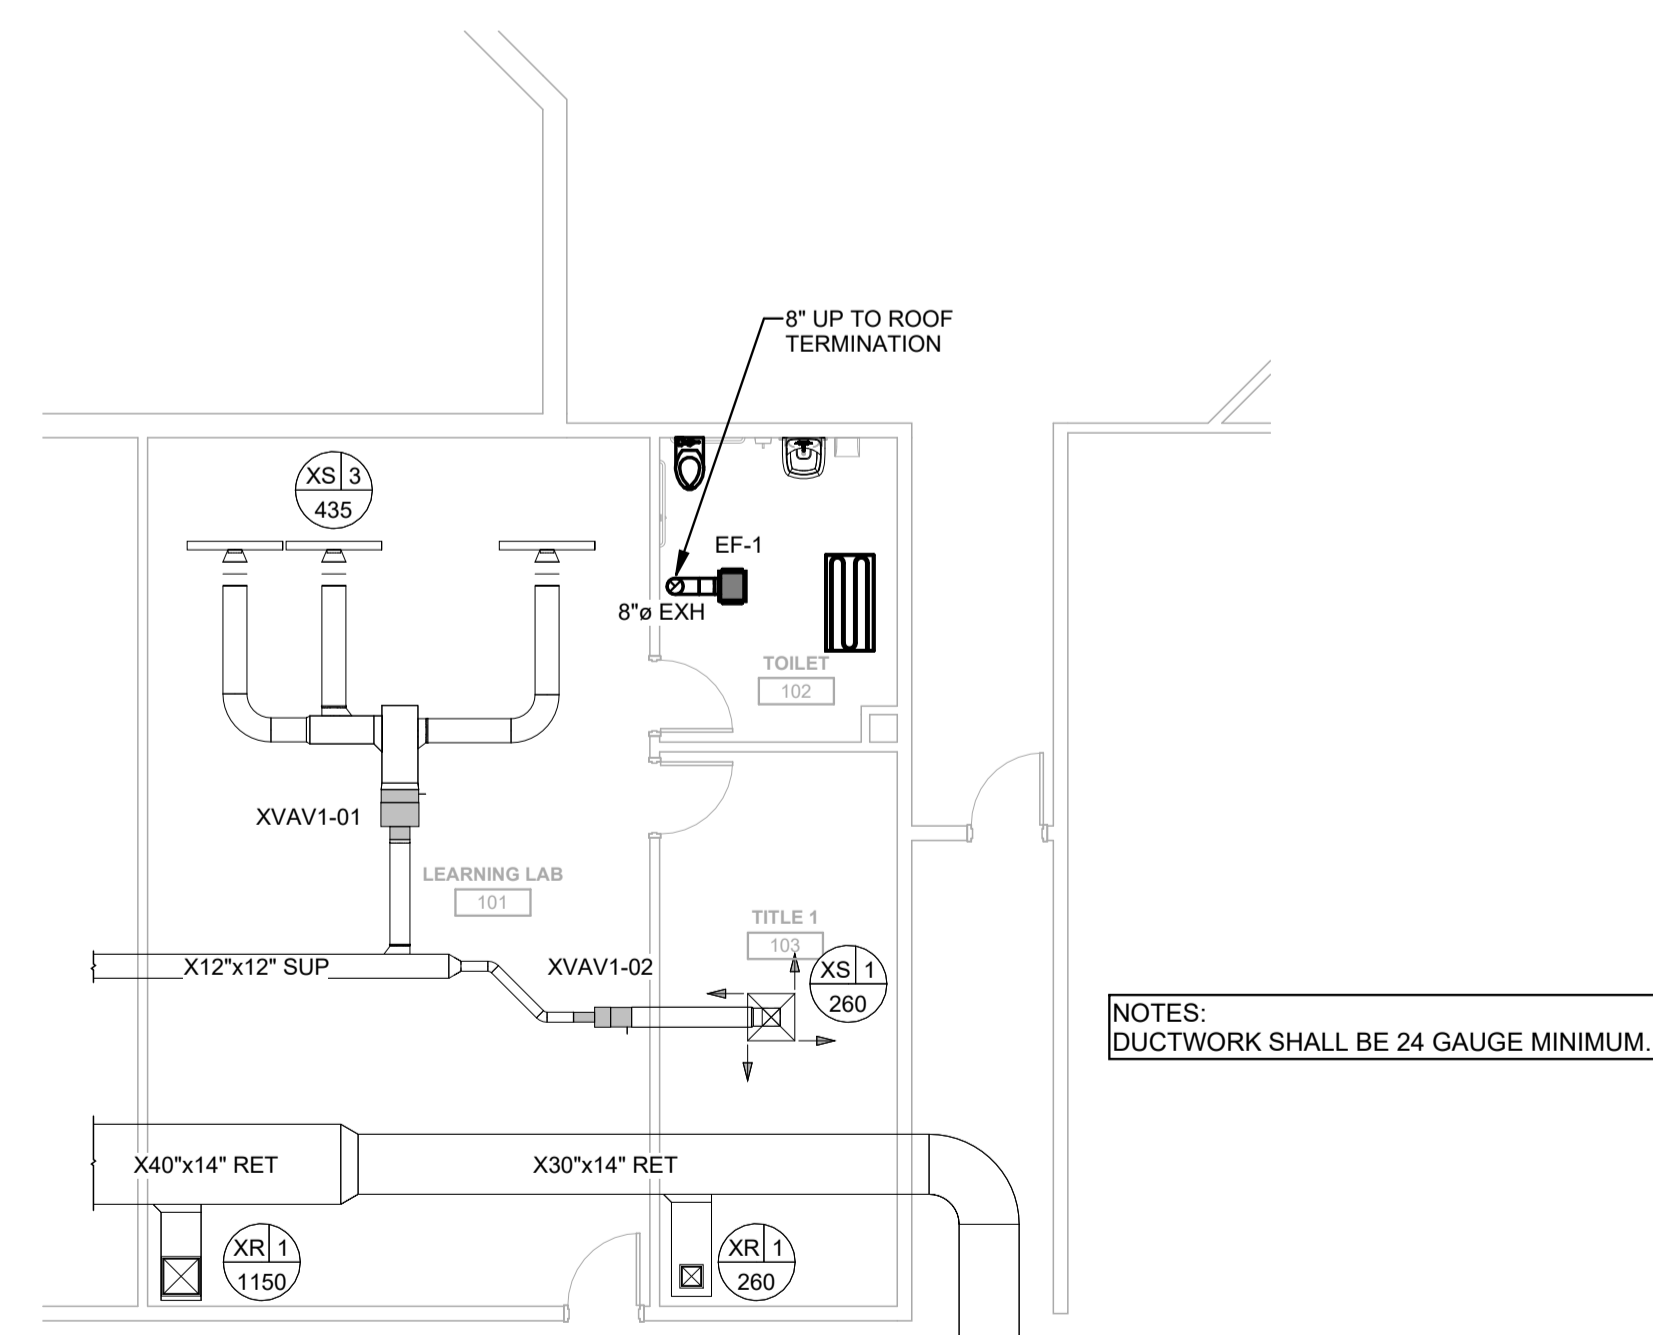 8" UP TO ROOF
TERMINATION
XS 3
435
EF-1
8"ø EXH
TOILET
102
XVAV1-01
LEARNING LAB
101
TITLE 1
103
X12"x12" SUP
XVAV1-02
XS 1
260
NOTES:
DUCTWORK SHALL BE 24 GAUGE MINIMUM.
X40"x14" RET
X30"x14" RET
XR 1
1150
XR 1
260